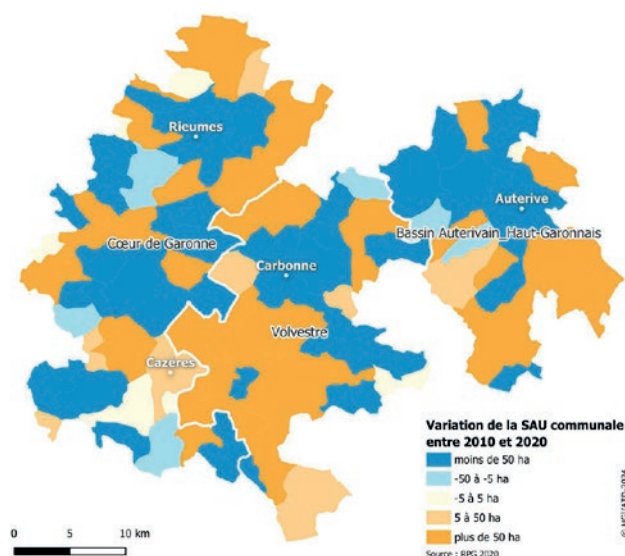 Rieumes
Auterive
Bassin Auterivain_Haut-Garonnais
Cœur de Garonne
Carbonne
Volvestre
Cazères
Variation de la SAU communale
entre 2010 et 2020
moins de 50 ha
-50 à -5 ha
-5 à 5 ha
5 à 50 ha
plus de 50 ha
Source : RPG 2020
0 5 10 km